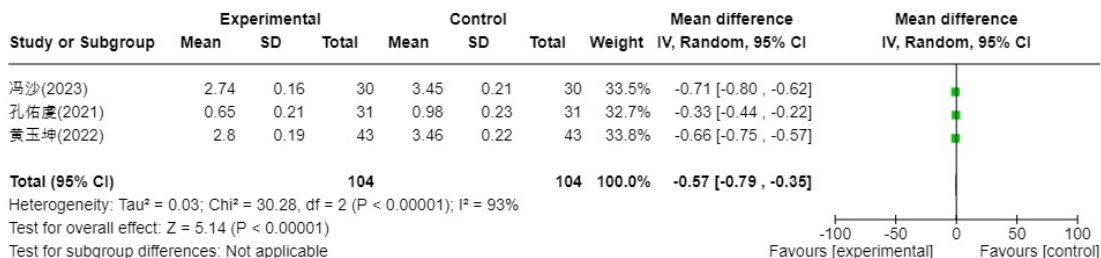 Experimental Control Mean difference Mean difference
Study or Subgroup Mean SD Total Mean SD Total Weight IV, Random, 95% CI IV, Random, 95% CI
冯沙(2023) 2.74 0.16 30 3.45 0.21 30 33.5% -0.71 [-0.80 , -0.62]
孔佑虔(2021) 0.65 0.21 31 0.98 0.23 31 32.7% -0.33 [-0.44 , -0.22]
黄玉坤(2022) 2.8 0.19 43 3.46 0.22 43 33.8% -0.66 [-0.75 , -0.57]
Total (95% CI) 104 104 100.0% -0.57 [-0.79 , -0.35]
Heterogeneity: Tau² = 0.03; Chi² = 30.28, df = 2 (P < 0.00001); I² = 93%
Test for overall effect: Z = 5.14 (P < 0.00001) -100 -50 0 50 100
Test for subgroup differences: Not applicable Favours [experimental] Favours [control]